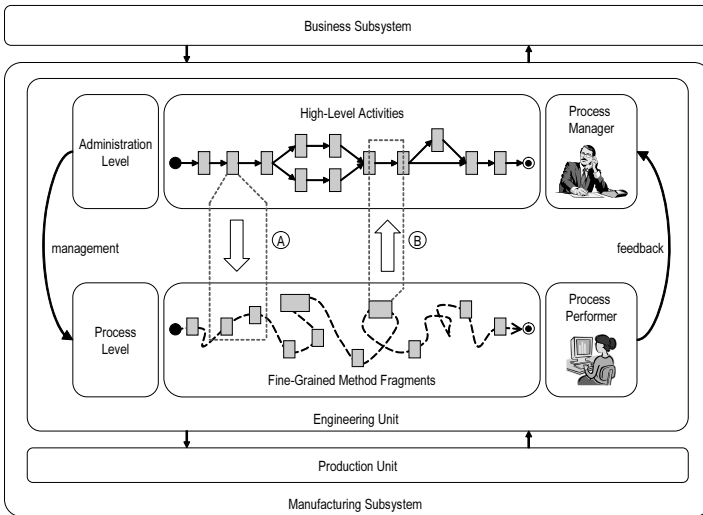 Business Subsystem
High-Level Activities
Administration
Level
Process
Manager
A
B
management
feedback
Process
Level
Process
Performer
Fine-Grained Method Fragments
Engineering Unit
Production Unit
Manufacturing Subsystem